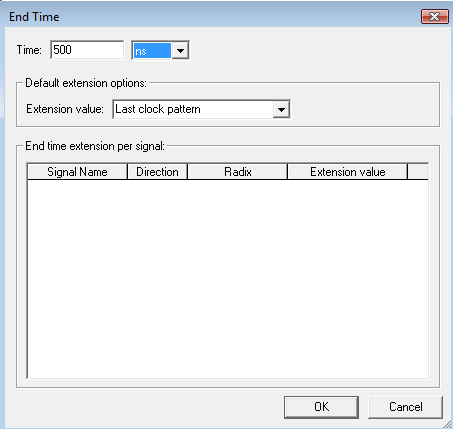 End Time
Time: 500 ns
Default extension options:
Extension value: Last clock pattern
End time extension per signal:
Signal Name Direction Radix Extension value
OK Cancel